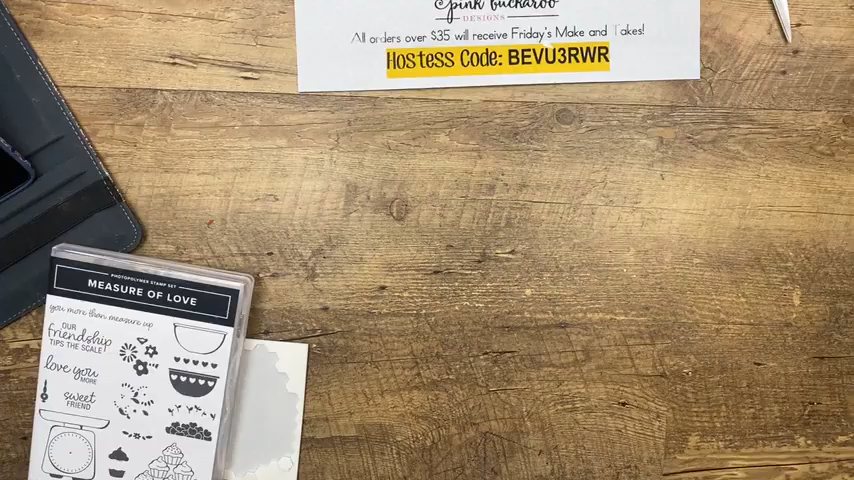 pink buckaroo
DESIGNS
All orders over $35 will receive Friday's Make and Takes!
Hostess Code: BEVU3RWR
PHOTOPOLYMER STAMP SET
MEASURE OF LOVE
you more than measure up
OUR
friendship
TIPS THE SCALE
love you
MORE
sweet
FRIEND